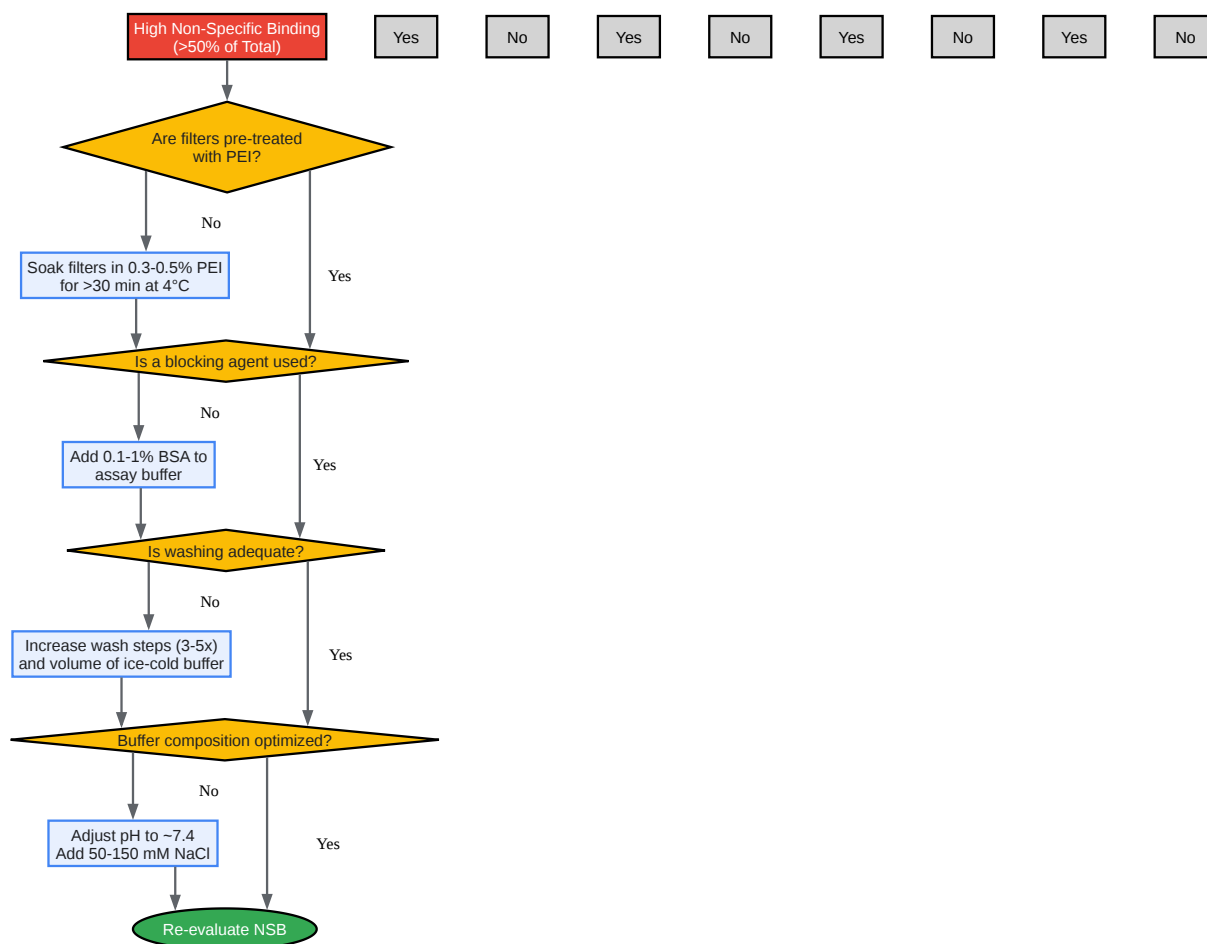 High Non-Specific Binding
(>50% of Total)
Yes
No
Yes
No
Yes
No
Yes
No
Are filters pre-treated
with PEI?
No
Soak filters in 0.3-0.5% PEI
for >30 min at 4°C
Yes
Is a blocking agent used?
No
Add 0.1-1% BSA to
assay buffer
Yes
Is washing adequate?
No
Increase wash steps (3-5x)
and volume of ice-cold buffer
Yes
Buffer composition optimized?
No
Adjust pH to ~7.4
Add 50-150 mM NaCl
Yes
Re-evaluate NSB